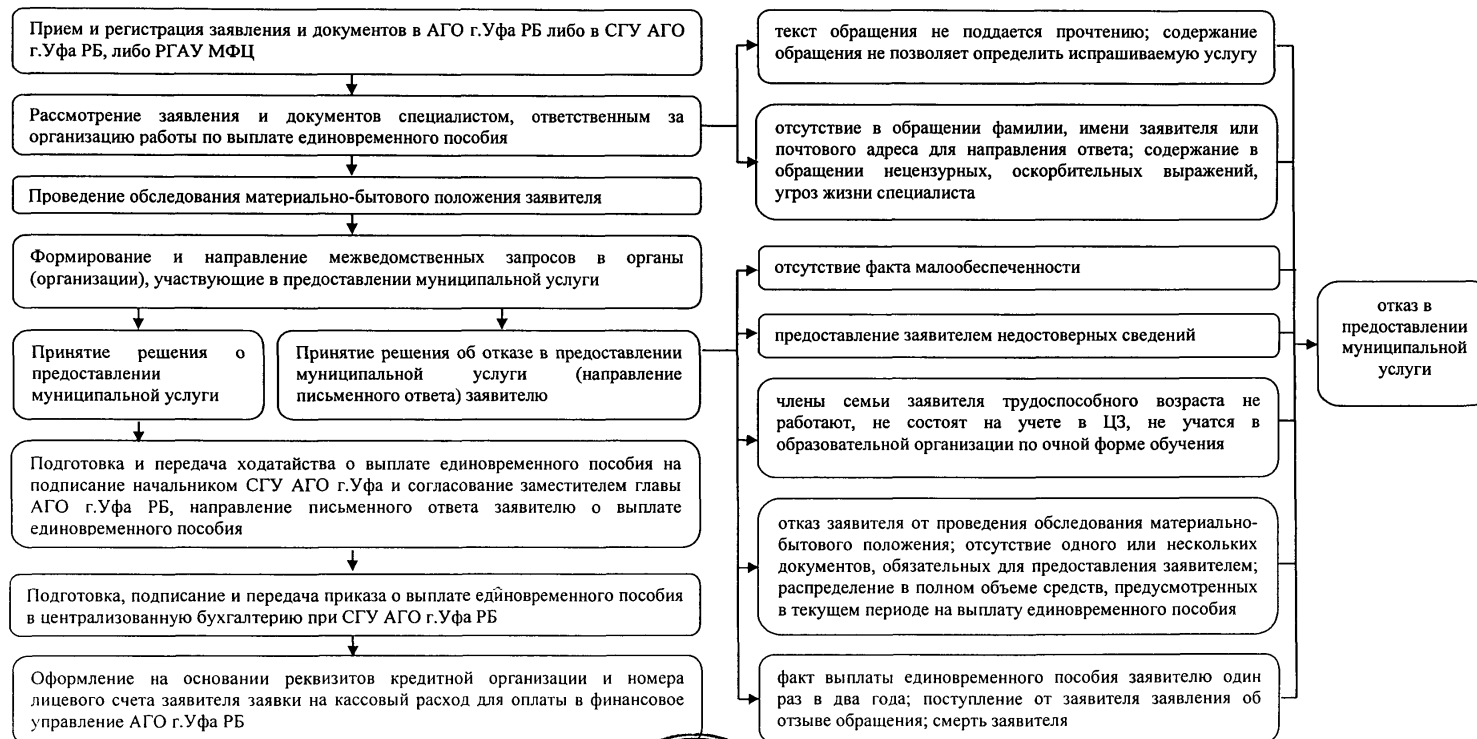 Прием и регистрация заявления и документов в АГО г.Уфа РБ либо в СГУ АГО
г.Уфа РБ, либо РГАУ МФЦ
Рассмотрение заявления и документов специалистом, ответственным за
организацию работы по выплате единовременного пособия
Проведение обследования материально-бытового положения заявителя
Формирование и направление межведомственных запросов в органы
(организации), участвующие в предоставлении муниципальной услуги
Принятие решения о
предоставлении
муниципальной услуги
Принятие решения об отказе в предоставлении
муниципальной услуги (направление
письменного ответа) заявителю
Подготовка и передача ходатайства о выплате единовременного пособия на
подписание начальником СГУ АГО г.Уфа и согласование заместителем главы
АГО г.Уфа РБ, направление письменного ответа заявителю о выплате
единовременного пособия
Подготовка, подписание и передача приказа о выплате единовременного пособия
в централизованную бухгалтерию при СГУ АГО г.Уфа РБ
Оформление на основании реквизитов кредитной организации и номера
лицевого счета заявителя заявки на кассовый расход для оплаты в финансовое
управление АГО г.Уфа РБ
текст обращения не поддается прочтению; содержание
обращения не позволяет определить испрашиваемую услугу
отсутствие в обращении фамилии, имени заявителя или
почтового адреса для направления ответа; содержание в
обращении нецензурных, оскорбительных выражений,
угроз жизни специалиста
отсутствие факта малообеспеченности
предоставление заявителем недостоверных сведений
члены семьи заявителя трудоспособного возраста не
работают, не состоят на учете в ЦЗ, не учатся в
образовательной организации по очной форме обучения
отказ заявителя от проведения обследования материально-
бытового положения; отсутствие одного или нескольких
документов, обязательных для предоставления заявителем;
распределение в полном объеме средств, предусмотренных
в текущем периоде на выплату единовременного пособия
факт выплаты единовременного пособия заявителю один
раз в два года; поступление от заявителя заявления об
отзыве обращения; смерть заявителя
отказ в
предоставлении
муниципальной
услуги